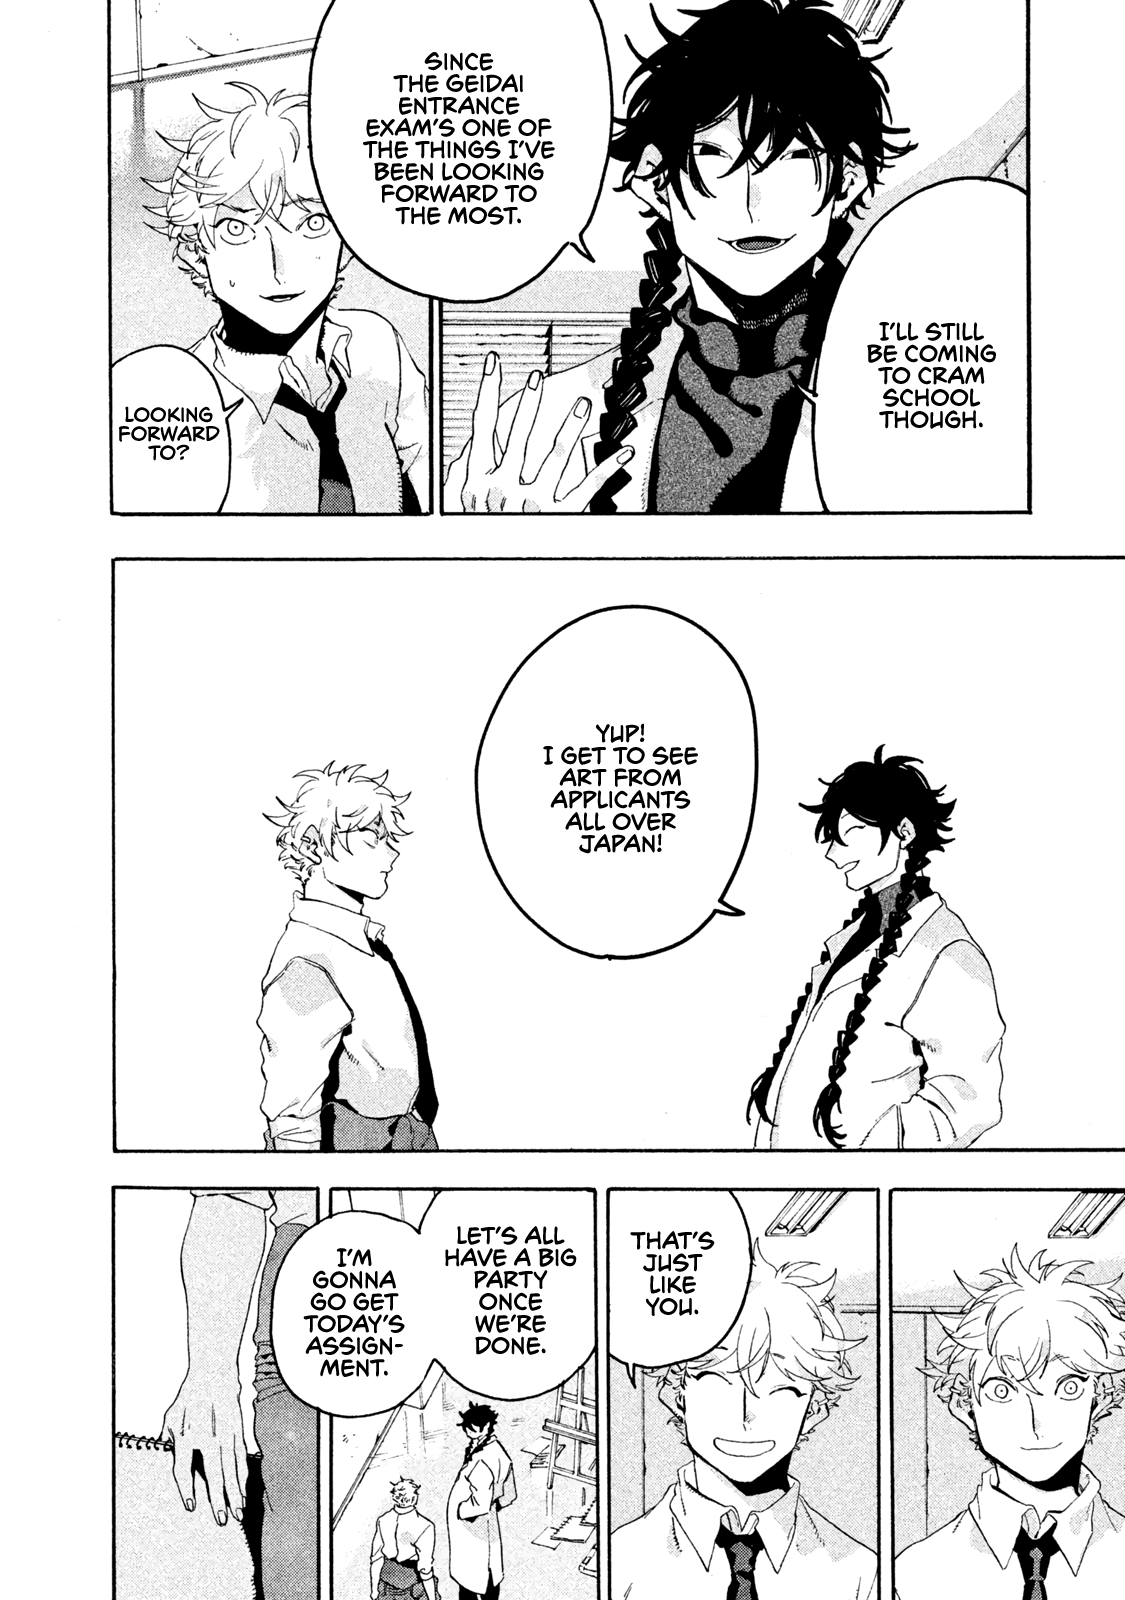 I'LL STILL
BE COMING
TO CRAM
SCHOOL
THOUGH.
SINCE
THE GEIDAI
ENTRANCE
EXAM'S ONE OF
THE THINGS I'VE
BEEN LOOKING
FORWARD TO
THE MOST.
LOOKING
FORWARD
TO?
YUP!
I GET TO SEE
ART FROM
APPLICANTS
ALL OVER
JAPAN!
THAT'S
JUST
LIKE
YOU.
LET'S ALL
HAVE A BIG
PARTY
ONCE
WE'RE
DONE.
I'M
GONNA
GO GET
TODAY'S
ASSIGN-
MENT.